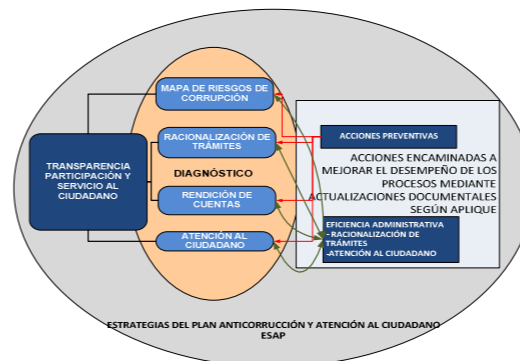 MAPA DE RIESGOS DE
CORRUPCIÓN
RACIONALIZACIÓN DE
TRÁMITES
DIAGNÓSTICO
RENDICIÓN DE
CUENTAS
ATENCIÓN AL
CIUDADANO
TRANSPARENCIA
PARTICIPACIÓN Y
SERVICIO AL
CIUDADANO
ACCIONES PREVENTIVAS
ACCIONES ENCAMINADAS A
MEJORAR EL DESEMPEÑO DE LOS
PROCESOS MEDIANTE
ACTUALIZACIONES DOCUMENTALES
SEGÚN APLIQUE
EFICIENCIA ADMINISTRATIVA
- RACIONALIZACIÓN DE
TRÁMITES
-ATENCIÓN AL CIUDADANO
ESTRATEGIAS DEL PLAN ANTICORRUCCIÓN Y ATENCIÓN AL CIUDADANO
ESAP